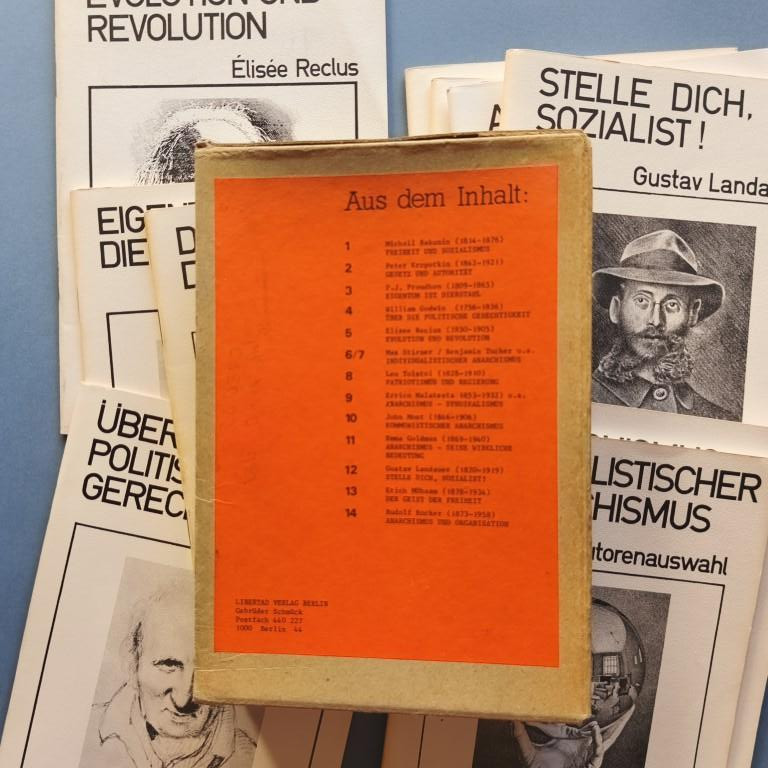 EVOLUTION UND
REVOLUTION
Élisée Reclus
STELLE DICH,
SOZIALIST!
Gustav Landa
EIGE
DIE
D
D
A
ÜBER
POLITIS
GEREC
LISTISCHER
HISMUS
utorenauswahl
Aus dem Inhalt:
1 Michail Bakunin (1814-1876)
FREIHEIT UND SOZIALISMUS
2 Peter Kropotkin (1842-1921)
GESETZ UND AUTORITÄT
3 P.J. Proudhon (1809-1865)
EIGENTUM IST DIEBSTAHL
4 William Godwin (1756-1836)
ÜBER DIE POLITISCHE GERECHTIGKEIT
5 Elisee Reclus (1830-1905)
EVOLUTION UND REVOLUTION
6/7 Max Stirner / Benjamin Tucker u.a.
INDIVIDUALISTISCHER ANARCHISMUS
8 Leo Tolstoi (1828-1910)
PATRIOTISMUS UND REGIERUNG
9 Errico Malatesta 1853-1932) u.a.
ANARCHISMUS - SYNDIKALISMUS
10 John Most (1846-1906)
KOMMUNISTISCHER ANARCHISMUS
11 Emma Goldman (1869-1940)
ANARCHISMUS - SEINE WIRKLICHE
BEDEUTUNG
12 Gustav Landauer (1870-1919)
STELLE DICH, SOZIALIST!
13 Erich Mühsam (1878-1934)
DER GEIST DER FREIHEIT
14 Rudolf Rocker (1873-1958)
ANARCHISMUS UND ORGANISATION
LIBERTAD VERLAG BERLIN
Gebrüder Schmück
Postfach 440 227
1000 Berlin 44